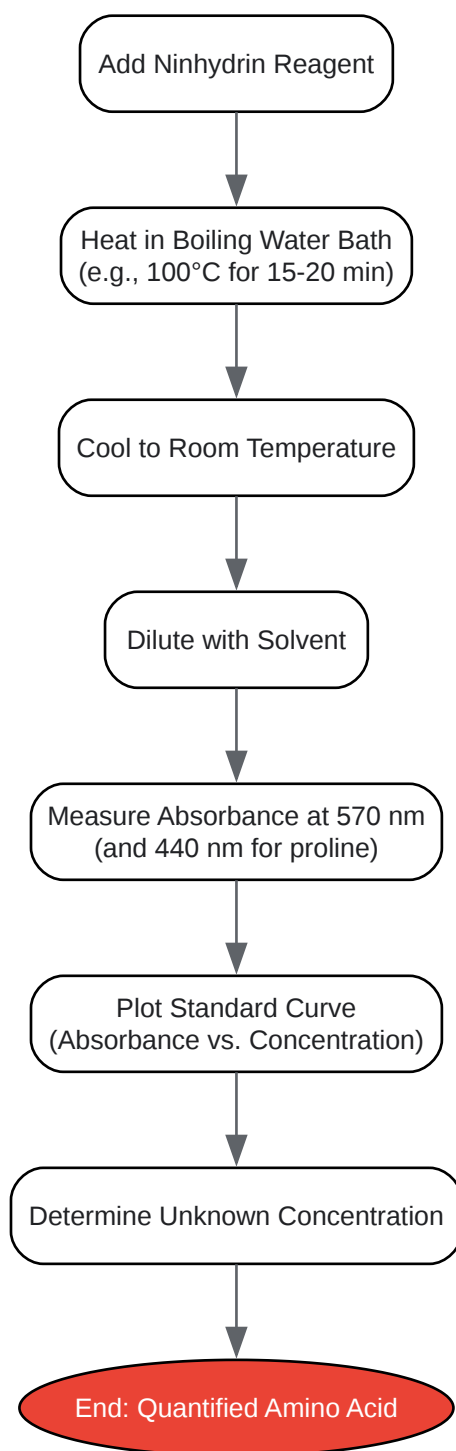 Add Ninhydrin Reagent
Heat in Boiling Water Bath
(e.g., 100°C for 15-20 min)
Cool to Room Temperature
Dilute with Solvent
Measure Absorbance at 570 nm
(and 440 nm for proline)
Plot Standard Curve
(Absorbance vs. Concentration)
Determine Unknown Concentration
End: Quantified Amino Acid